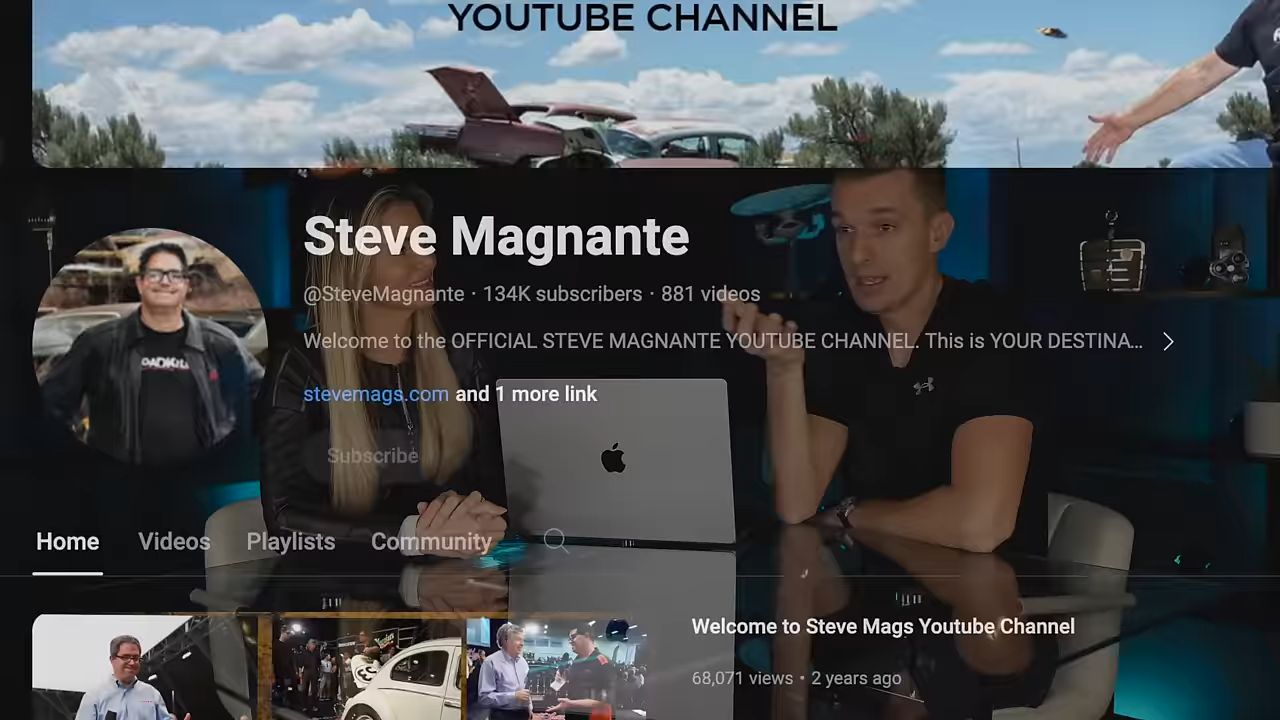 YOUTUBE CHANNEL
Steve Magnante
@SteveMagnante · 134K subscribers · 881 videos
Welcome to the OFFICIAL STEVE MAGNANTE YOUTUBE CHANNEL. This is YOUR DESTINA...
stevemags.com and 1 more link
Subscribe
Home Videos Playlists Community
Welcome to Steve Mags Youtube Channel
68,071 views · 2 years ago